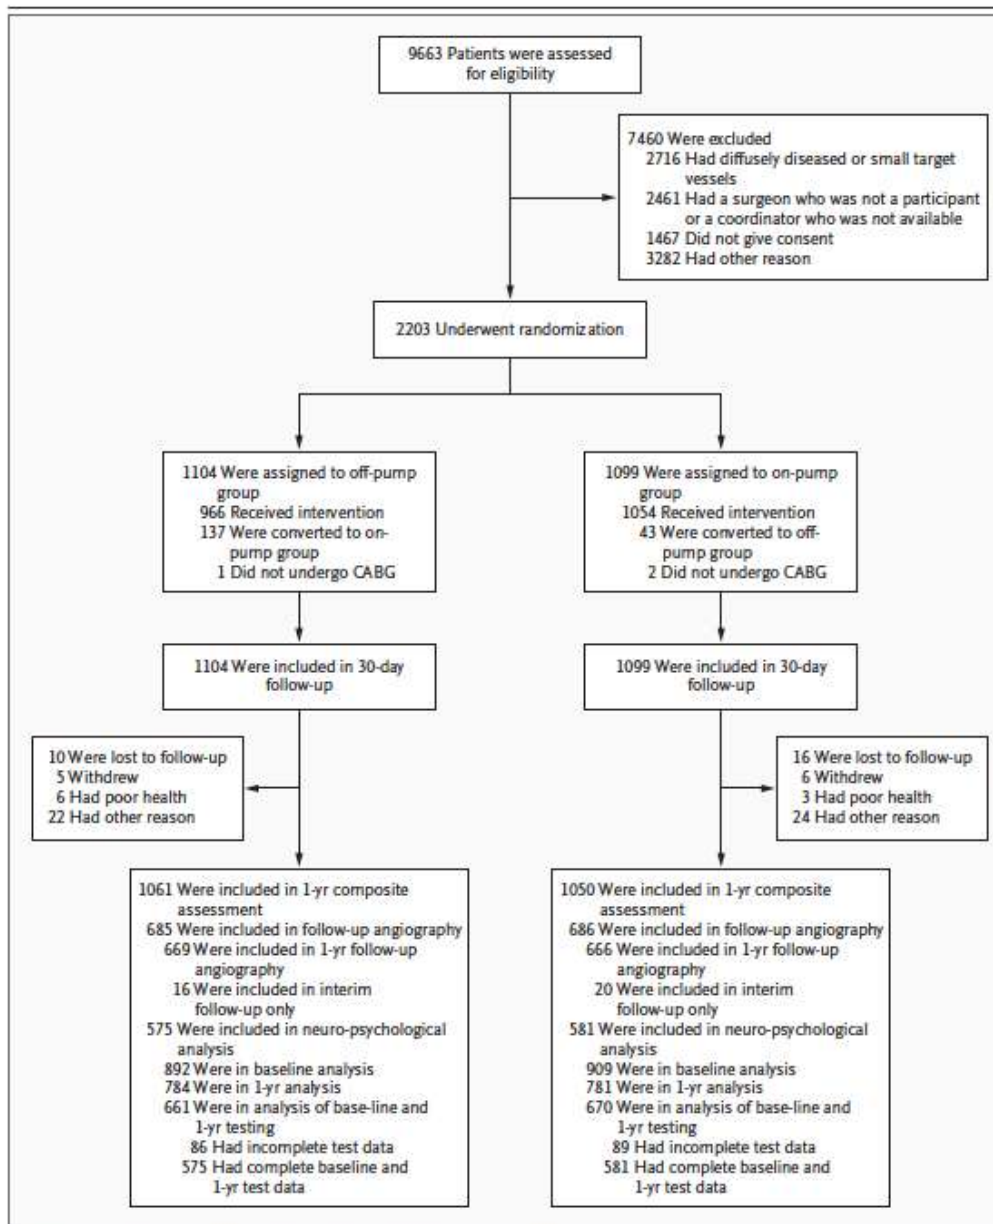 9663 Patients were assessed
for eligibility
7460 Were excluded
2716 Had diffusely diseased or small target
vessels
2461 Had a surgeon who was not a participant
or a coordinator who was not available
1467 Did not give consent
3282 Had other reason
2203 Underwent randomization
1104 Were assigned to off-pump
group
966 Received intervention
137 Were converted to on-
pump group
1 Did not undergo CABG
1099 Were assigned to on-pump
group
1054 Received intervention
43 Were converted to off-
pump group
2 Did not undergo CABG
1104 Were included in 30-day
follow-up
1099 Were included in 30-day
follow-up
10 Were lost to follow-up
5 Withdrew
6 Had poor health
22 Had other reason
16 Were lost to follow-up
6 Withdrew
3 Had poor health
24 Had other reason
1061 Were included in 1-yr composite
assessment
685 Were included in follow-up angiography
669 Were included in 1-yr follow-up
angiography
16 Were included in interim
follow-up only
575 Were included in neuro-psychological
analysis
892 Were in baseline analysis
784 Were in 1-yr analysis
661 Were in analysis of base-line and
1-yr testing
86 Had incomplete test data
575 Had complete baseline and
1-yr test data
1050 Were included in 1-yr composite
assessment
686 Were included in follow-up angiography
666 Were included in 1-yr follow-up
angiography
20 Were included in interim
follow-up only
581 Were included in neuro-psychological
analysis
909 Were in baseline analysis
781 Were in 1-yr analysis
670 Were in analysis of base-line and
1-yr testing
89 Had incomplete test data
581 Had complete baseline and
1-yr test data